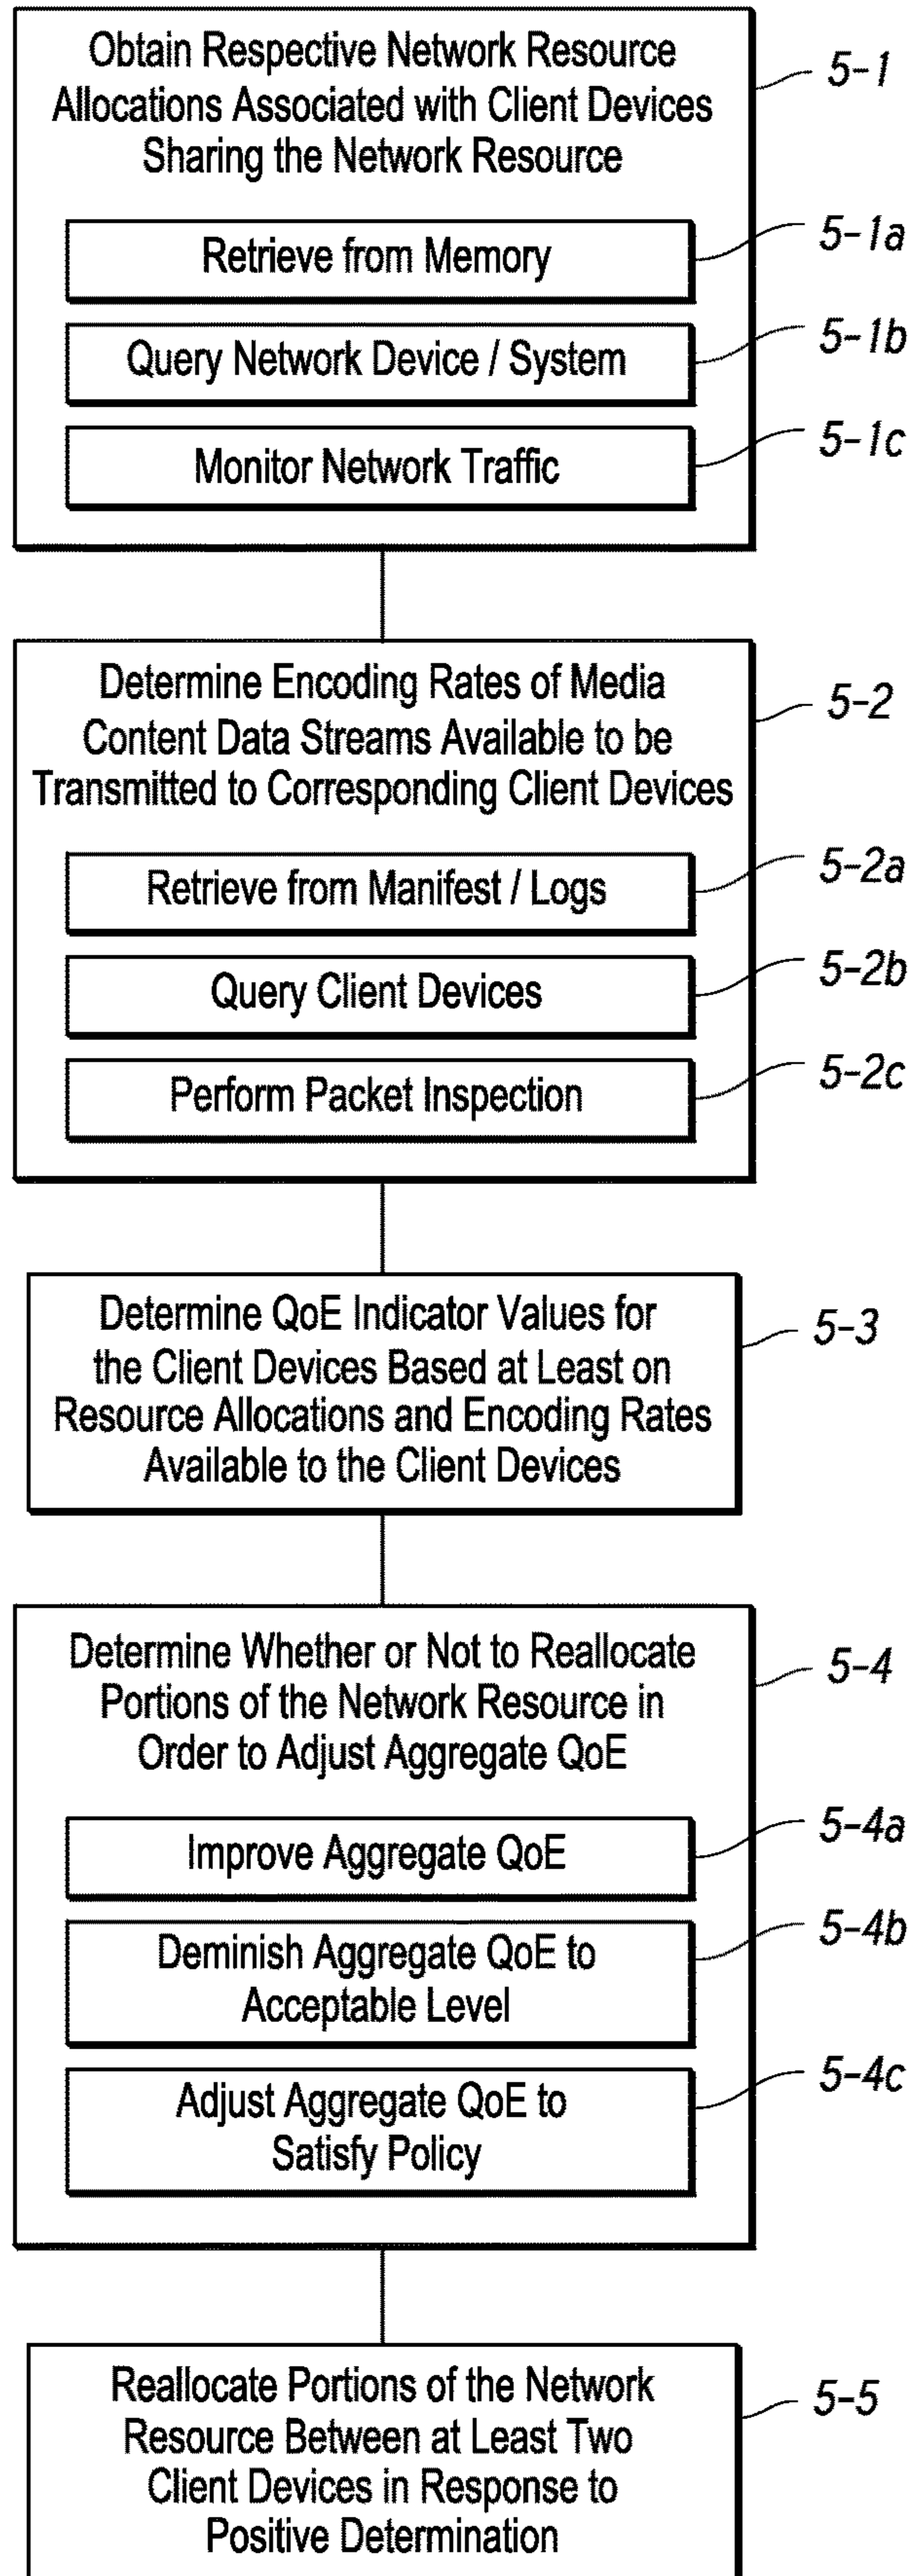 Obtain Respective Network Resource
Allocations Associated with Client Devices
Sharing the Network Resource
5-1
Retrieve from Memory
5-1a
Query Network Device / System
5-1b
Monitor Network Traffic
5-1c
Determine Encoding Rates of Media
Content Data Streams Available to be
Transmitted to Corresponding Client Devices
5-2
Retrieve from Manifest / Logs
5-2a
Query Client Devices
5-2b
Perform Packet Inspection
5-2c
Determine QoE Indicator Values for
the Client Devices Based at Least on
Resource Allocations and Encoding Rates
Available to the Client Devices
5-3
Determine Whether or Not to Reallocate
Portions of the Network Resource in
Order to Adjust Aggregate QoE
5-4
Improve Aggregate QoE
5-4a
Deminish Aggregate QoE to
Acceptable Level
5-4b
Adjust Aggregate QoE to
Satisfy Policy
5-4c
Reallocate Portions of the Network
Resource Between at Least Two
Client Devices in Response to
Positive Determination
5-5